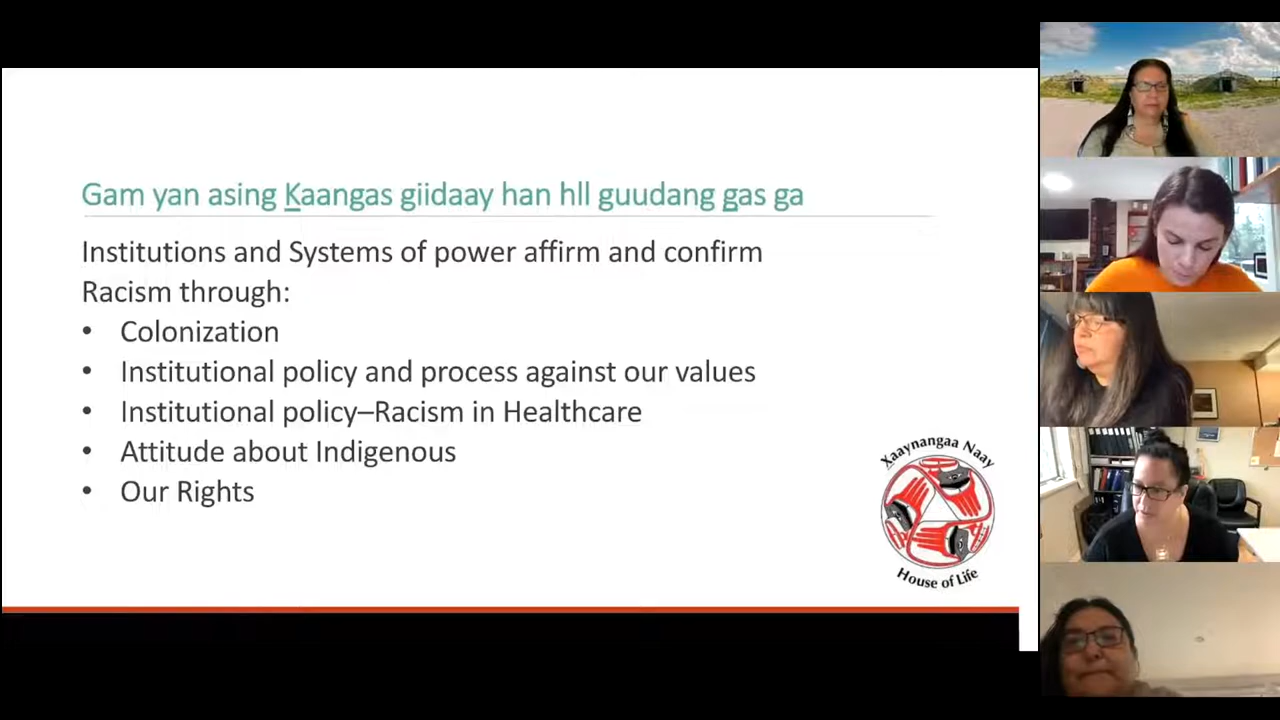 Gam yan asing Ḵaangas giidaay han hll guudang g̱as ga
Institutions and Systems of power affirm and confirm
Racism through:
• Colonization
• Institutional policy and process against our values
• Institutional policy–Racism in Healthcare
• Attitude about Indigenous
• Our Rights
Xaaynangaa Naay
House of Life